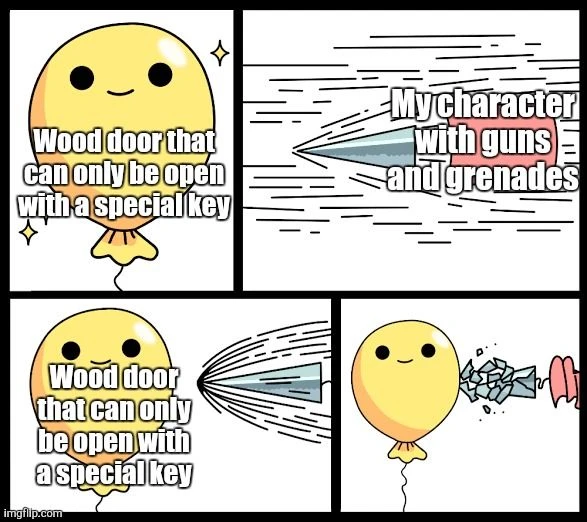 Wood door that
can only be open
with a special key
My character
with guns
and grenades
Wood door
that can only
be open with
a special key
imgflip.com